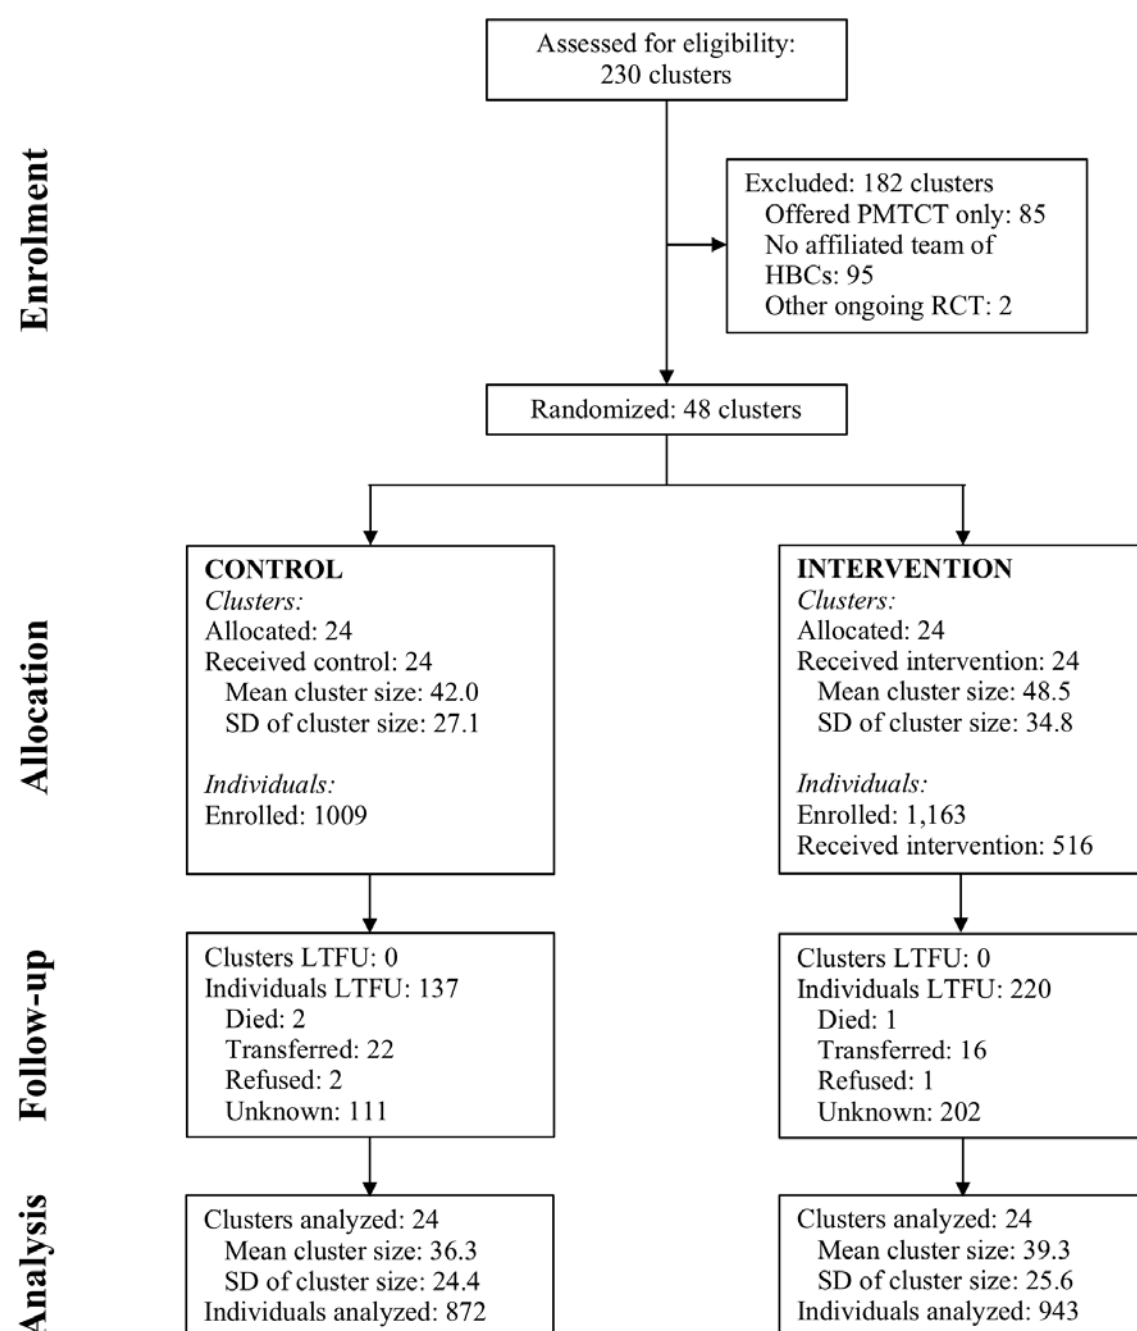 Assessed for eligibility:
230 clusters
Enrolment
Excluded: 182 clusters
Offered PMTCT only: 85
No affiliated team of
HBCs: 95
Other ongoing RCT: 2
Randomized: 48 clusters
Allocation
CONTROL
Clusters:
Allocated: 24
Received control: 24
Mean cluster size: 42.0
SD of cluster size: 27.1
Individuals:
Enrolled: 1009
INTERVENTION
Clusters:
Allocated: 24
Received intervention: 24
Mean cluster size: 48.5
SD of cluster size: 34.8
Individuals:
Enrolled: 1,163
Received intervention: 516
Follow-up
Clusters LTFU: 0
Individuals LTFU: 137
Died: 2
Transferred: 22
Refused: 2
Unknown: 111
Clusters LTFU: 0
Individuals LTFU: 220
Died: 1
Transferred: 16
Refused: 1
Unknown: 202
Analysis
Clusters analyzed: 24
Mean cluster size: 36.3
SD of cluster size: 24.4
Individuals analyzed: 872
Clusters analyzed: 24
Mean cluster size: 39.3
SD of cluster size: 25.6
Individuals analyzed: 943